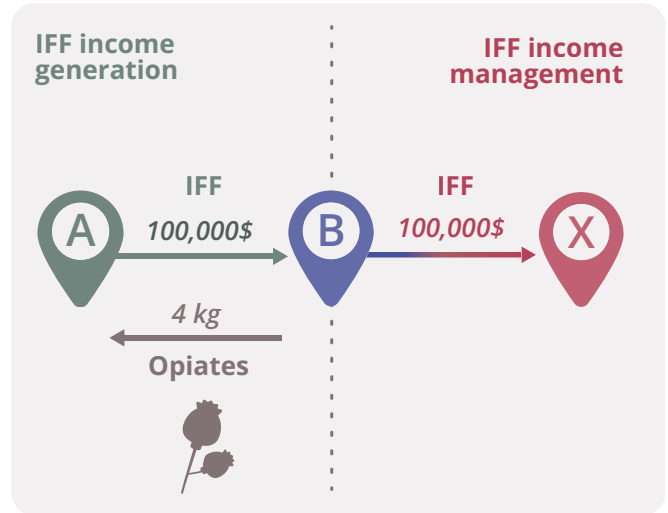 IFF income
generation
IFF income
management
IFF
IFF
100,000$
100,000$
A
B
X
4 kg
Opiates